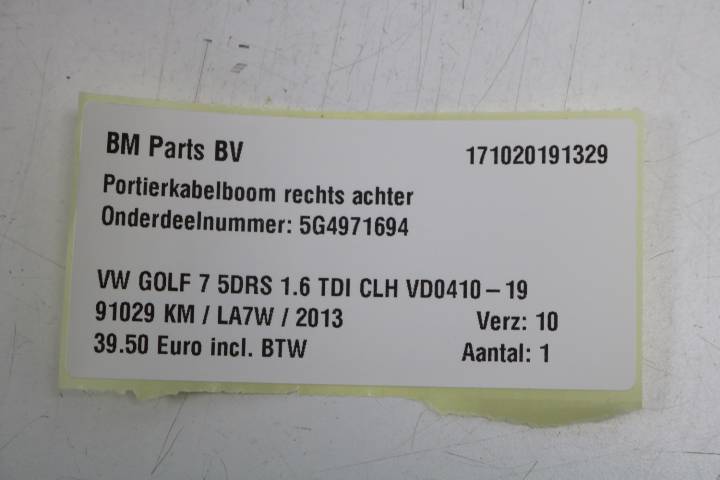 BM Parts BV 171020191329
Portierkabelboom rechts achter
Onderdeelnummer: 5G4971694
VW GOLF 7 5DRS 1.6 TDI CLH VD0410-19
91029 KM / LA7W / 2013 Verz: 10
39.50 Euro incl. BTW Aantal: 1